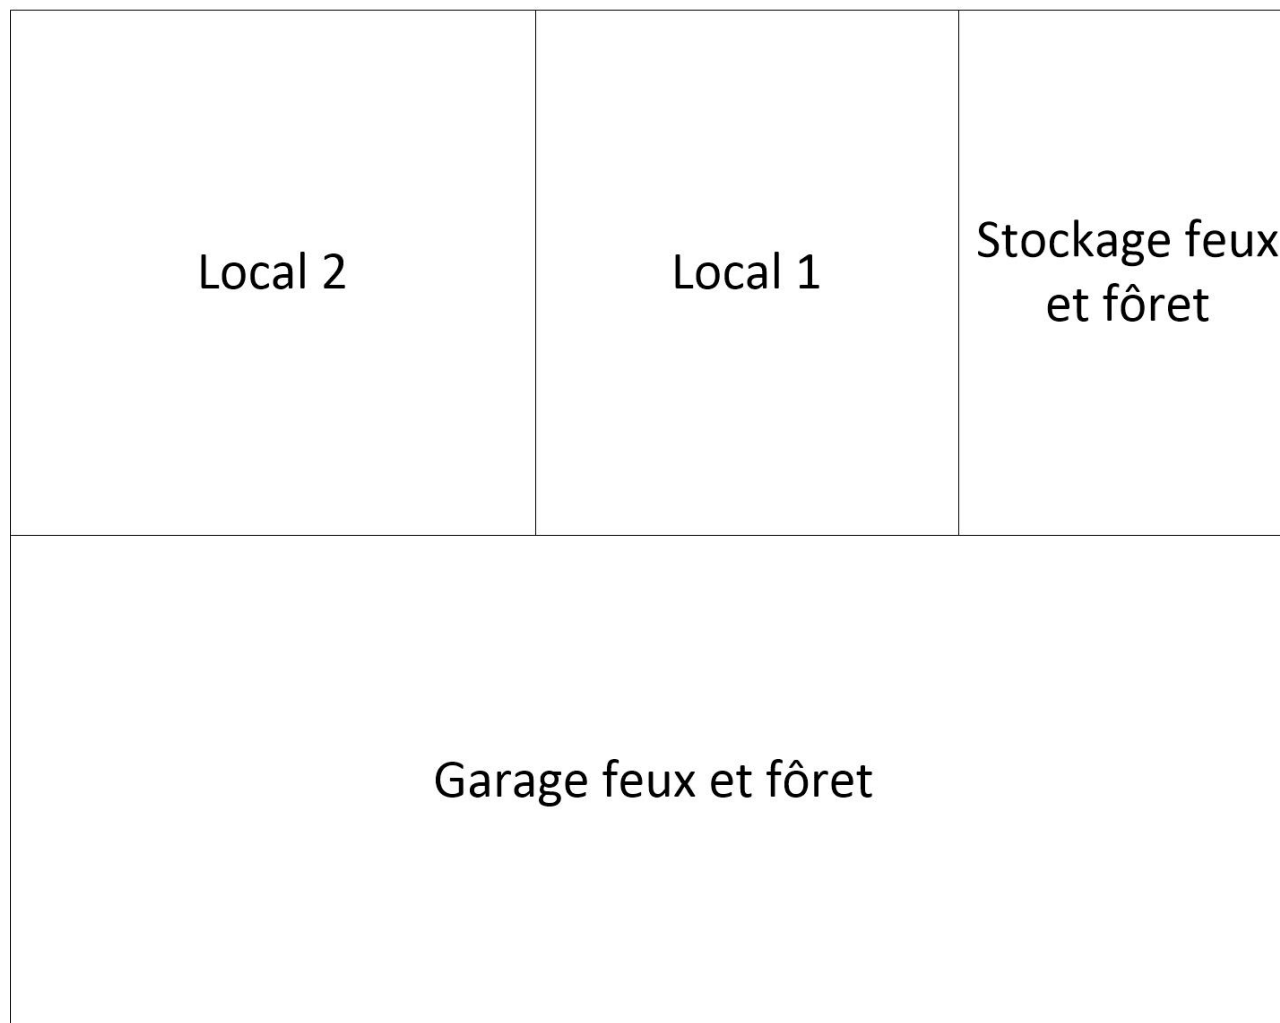 Local 2
Local 1
Stockage feux
et fôret
Garage feux et fôret